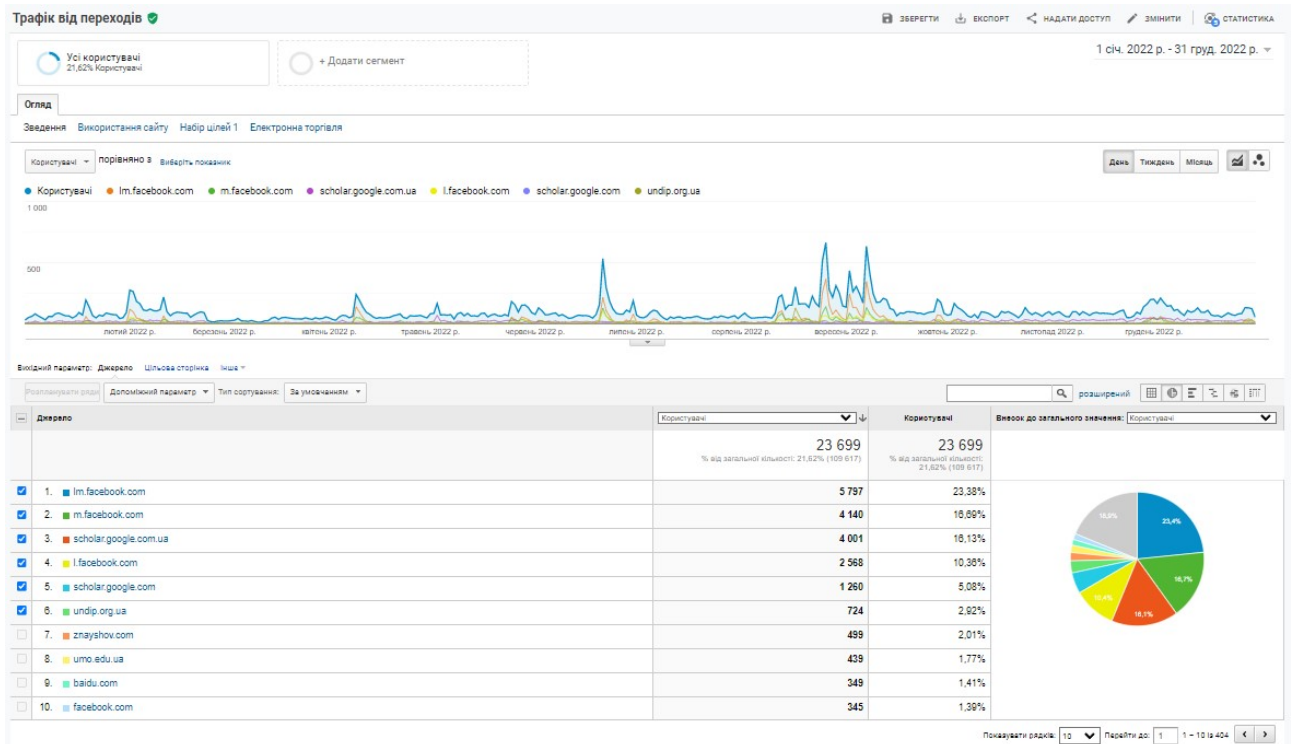 Трафік від переходів
ЗБЕРЕГТИ ЕКСПОРТ НАДАТИ ДОСТУП ЗМІНИТИ СТАТИСТИКА
Усі користувачі
21,62% Користувачі
+ Додати сегмент
1 січ. 2022 р. - 31 груд. 2022 р.
Огляд
Зведення Використання сайту Набір цілей 1 Електронна торгівля
Користувачі порівняно з Виберіть показник
День Тиждень Місяць
Користувачі lm.facebook.com m.facebook.com scholar.google.com.ua l.facebook.com scholar.google.com undip.org.ua
1 000
500
лютий 2022 р. березень 2022 р. квітень 2022 р. травень 2022 р. червень 2022 р. липень 2022 р. серпень 2022 р. вересень 2022 р. жовтень 2022 р. листопад 2022 р. грудень 2022 р.
Вихідний параметр: Джерело Цільова сторінка Інше
Розпланувати ряди Допоміжний параметр Тип сортування: За умовчанням
розширений
Джерело Користувачі Користувачі Внесок до загального значення: Користувачі
23 699 23 699
% від загальної кількості: 21,62% (109 617) % від загальної кількості:
21,62% (109 617)
1. lm.facebook.com 5 797 23,38%
2. m.facebook.com 4 140 16,69%
3. scholar.google.com.ua 4 001 16,13%
4. l.facebook.com 2 568 10,36%
5. scholar.google.com 1 260 5,08%
6. undip.org.ua 724 2,92%
7. znayshov.com 499 2,01%
8. umo.edu.ua 439 1,77%
9. baidu.com 349 1,41%
10. facebook.com 345 1,39%
23,4%
16,7%
16,1%
10,4%
Показувати рядків: 10 Перейти до: 1 1 – 10 із 404